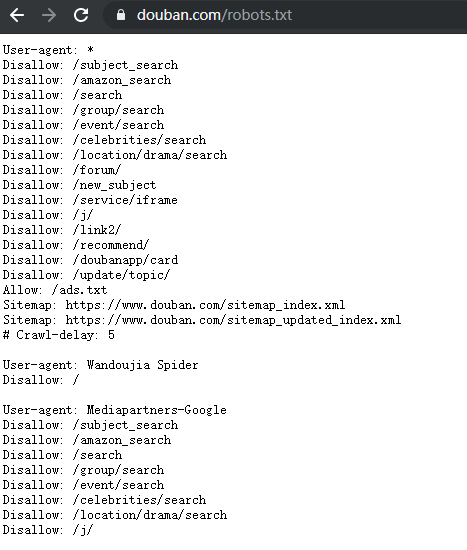 douban.com/robots.txt
User-agent: *
Disallow: /subject_search
Disallow: /amazon_search
Disallow: /search
Disallow: /group/search
Disallow: /event/search
Disallow: /celebrities/search
Disallow: /location/drama/search
Disallow: /forum/
Disallow: /new_subject
Disallow: /service/iframe
Disallow: /j/
Disallow: /link2/
Disallow: /recommend/
Disallow: /doubanapp/card
Disallow: /update/topic/
Allow: /ads.txt
Sitemap: https://www.douban.com/sitemap_index.xml
Sitemap: https://www.douban.com/sitemap_updated_index.xml
# Crawl-delay: 5
User-agent: Wandoujia Spider
Disallow: /
User-agent: Mediapartners-Google
Disallow: /subject_search
Disallow: /amazon_search
Disallow: /search
Disallow: /group/search
Disallow: /event/search
Disallow: /celebrities/search
Disallow: /location/drama/search
Disallow: /j/